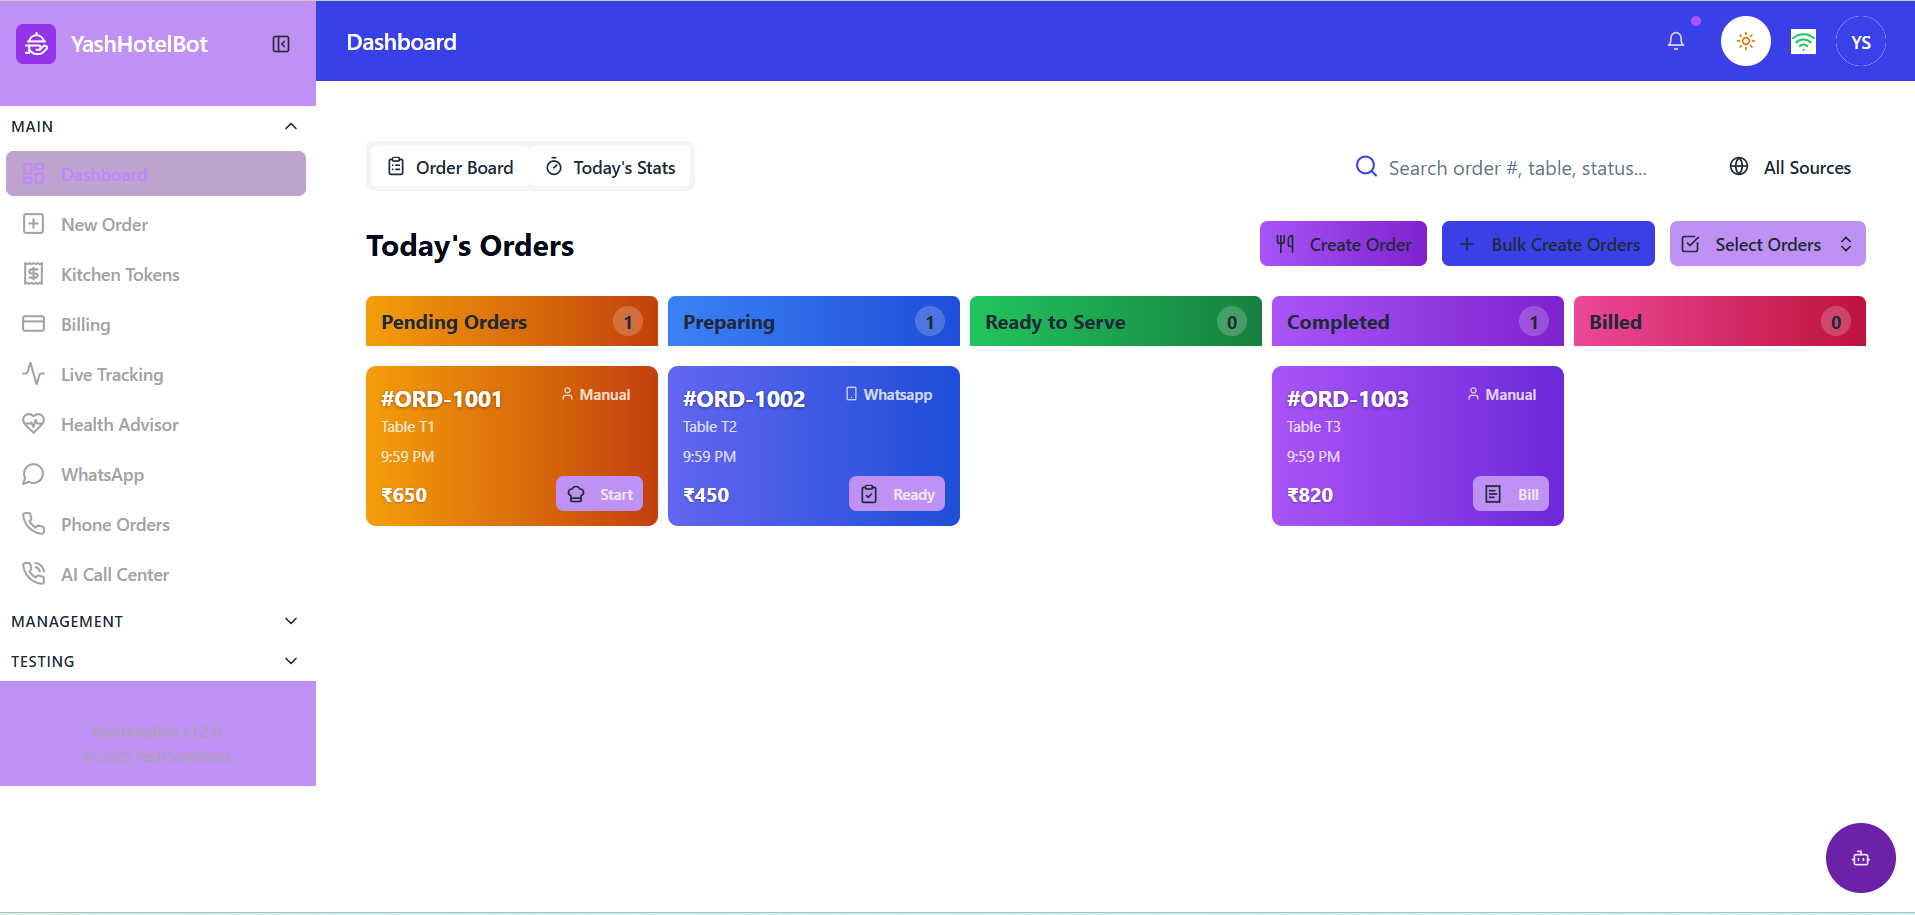 YashHotelBot
Dashboard
YS
MAIN
Dashboard
New Order
Kitchen Tokens
Billing
Live Tracking
Health Advisor
WhatsApp
Phone Orders
AI Call Center
MANAGEMENT
TESTING
YashHotelBot v1.2.0
© 2025 Yash Solutions
Order Board
Today's Stats
Search order #, table, status...
All Sources
Today's Orders
Create Order
Bulk Create Orders
Select Orders
Pending Orders 1
Preparing 1
Ready to Serve 0
Completed 1
Billed 0
#ORD-1001 Manual
Table T1
9:59 PM
₹650 Start
#ORD-1002 Whatsapp
Table T2
9:59 PM
₹450 Ready
#ORD-1003 Manual
Table T3
9:59 PM
₹820 Bill